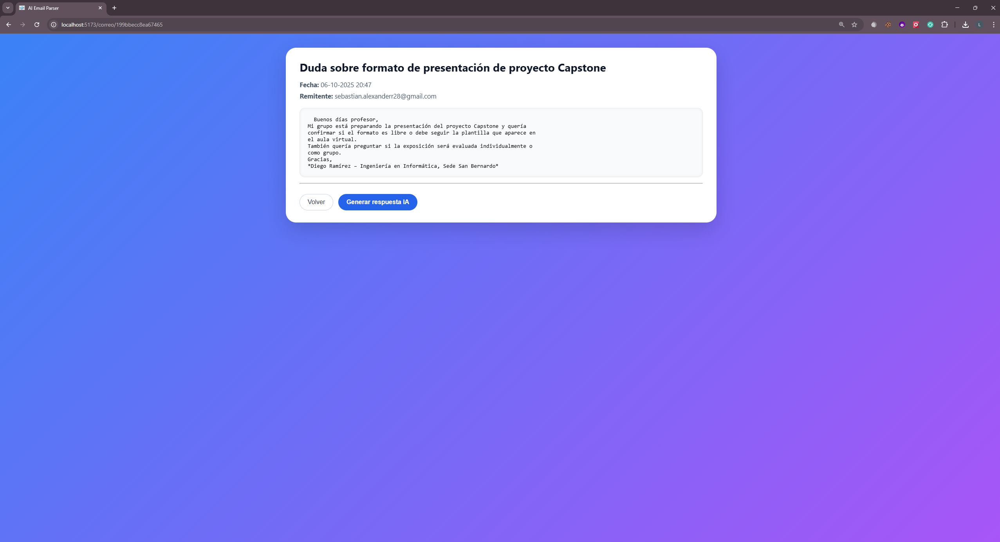 AI Email Parser
localhost:5173/correo/199bbecc8ea67465
L
Duda sobre formato de presentación de proyecto Capstone
Fecha: 06-10-2025 20:47
Remitente: sebastian.alexanderr28@gmail.com
Buenos días profesor,
Mi grupo está preparando la presentación del proyecto Capstone y quería
confirmar si el formato es libre o debe seguir la plantilla que aparece en
el aula virtual.
También quería preguntar si la exposición será evaluada individualmente o
como grupo.
Gracias,
*Diego Ramírez – Ingeniería en Informática, Sede San Bernardo*
Volver
Generar respuesta IA